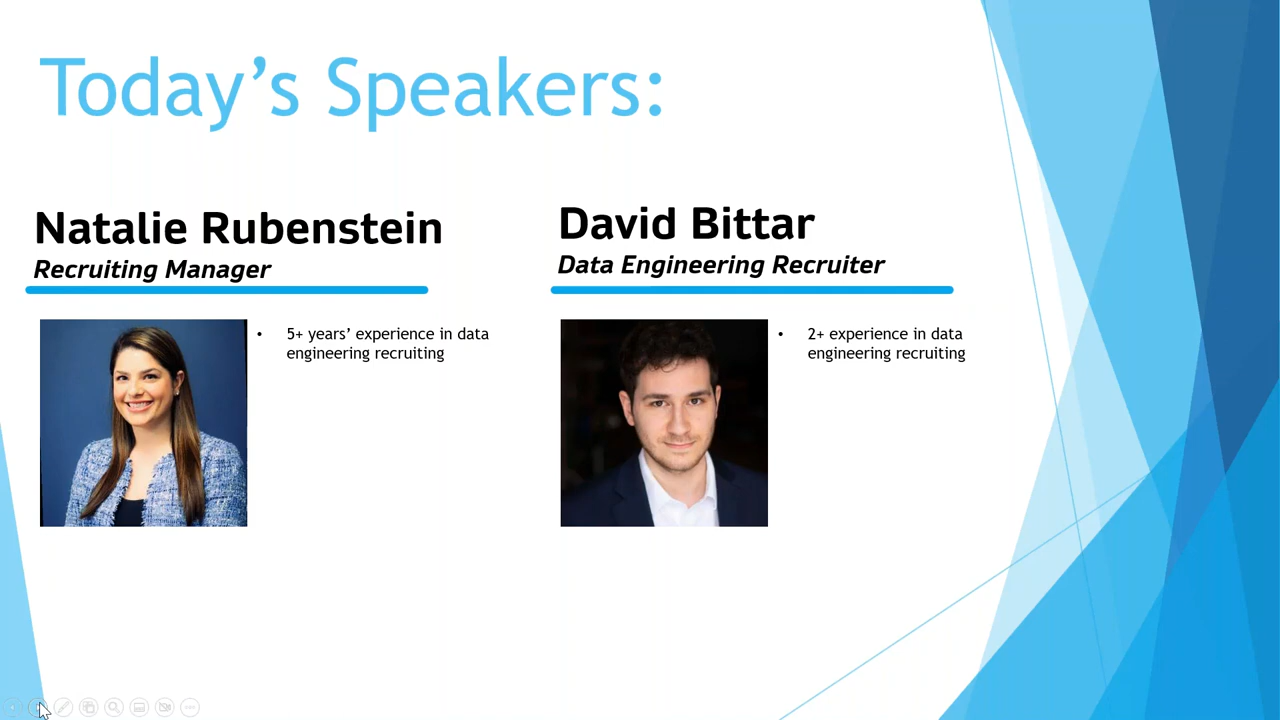 Today’s Speakers:
Natalie Rubenstein
Recruiting Manager
• 5+ years’ experience in data
engineering recruiting
David Bittar
Data Engineering Recruiter
• 2+ experience in data
engineering recruiting